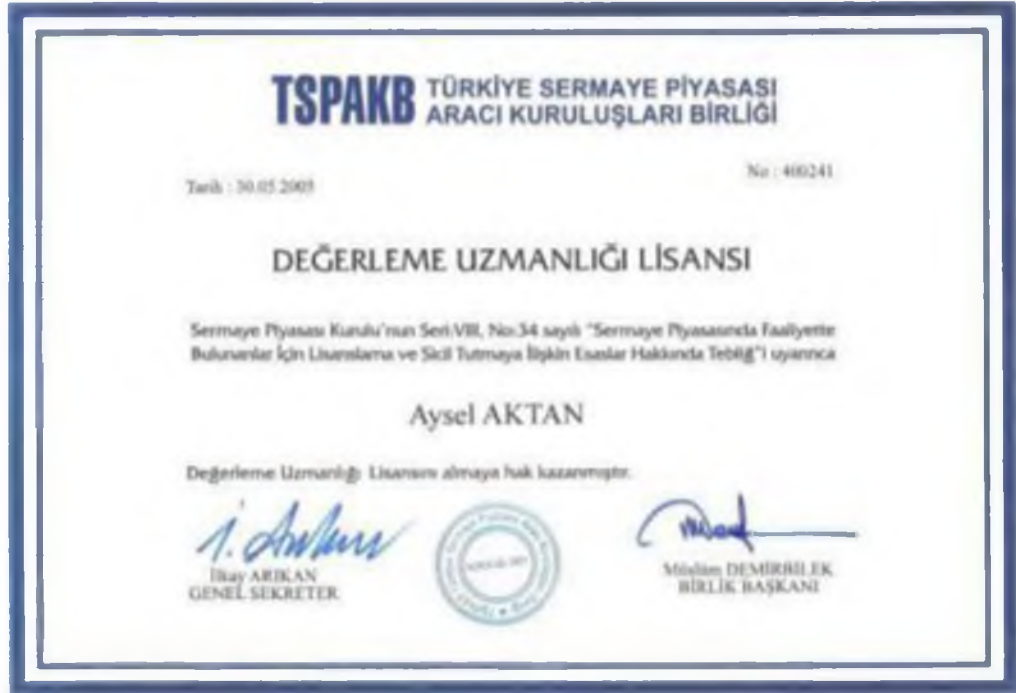 TSPAKB TÜRKİYE SERMAYE PİYASASI
ARACI KURULUŞLARI BİRLİĞİ
No : 400241
Tarih : 30.05.2005
DEĞERLEME UZMANLIĞI LİSANSI
Sermaye Piyasası Kurulu'nun Seri:VIII, No:34 sayılı "Sermaye Piyasasında Faaliyette
Bulunanlar İçin Lisanslama ve Sicil Tutmaya İlişkin Esaslar Hakkında Tebliğ"i uyarınca
Aysel AKTAN
Değerleme Uzmanlığı Lisansını almaya hak kazanmıştır.
İlkay ARIKAN
GENEL SEKRETER
Müslüm DEMİRBİLEK
BİRLİK BAŞKANI